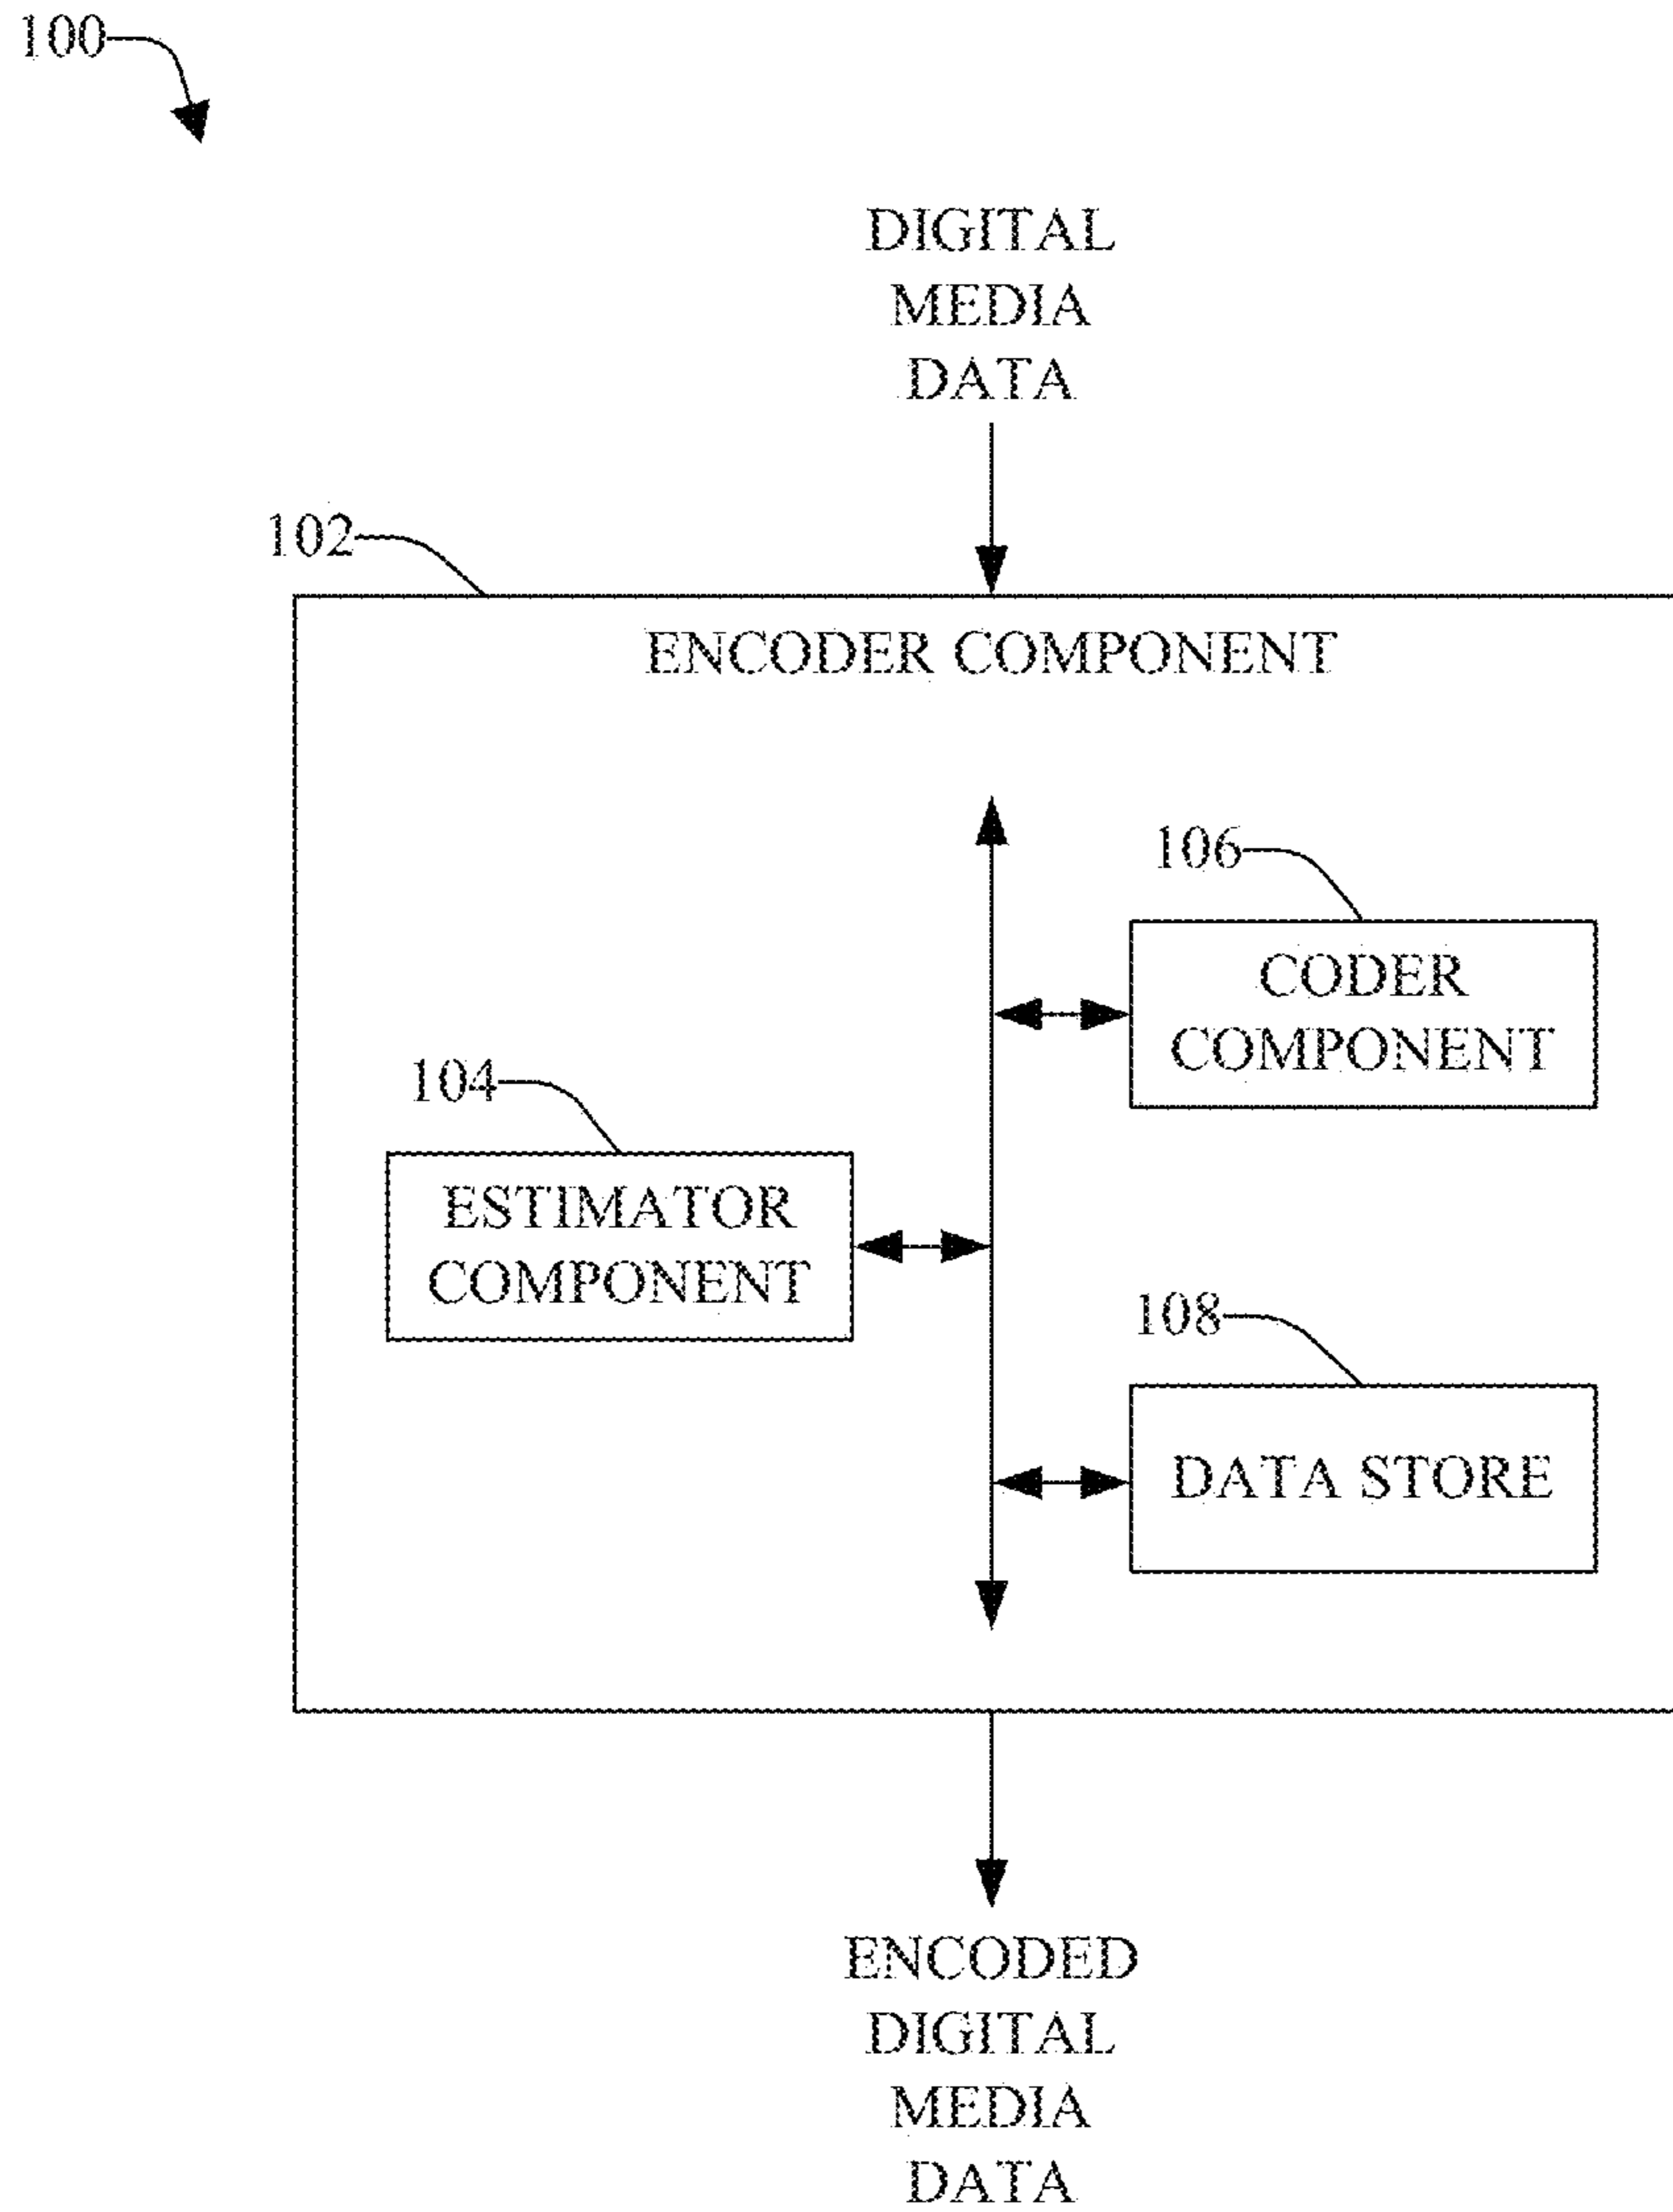 100
DIGITAL
MEDIA
DATA
102
ENCODER COMPONENT
106
CODER
COMPONENT
104
ESTIMATOR
COMPONENT
108
DATA STORE
ENCODED
DIGITAL
MEDIA
DATA